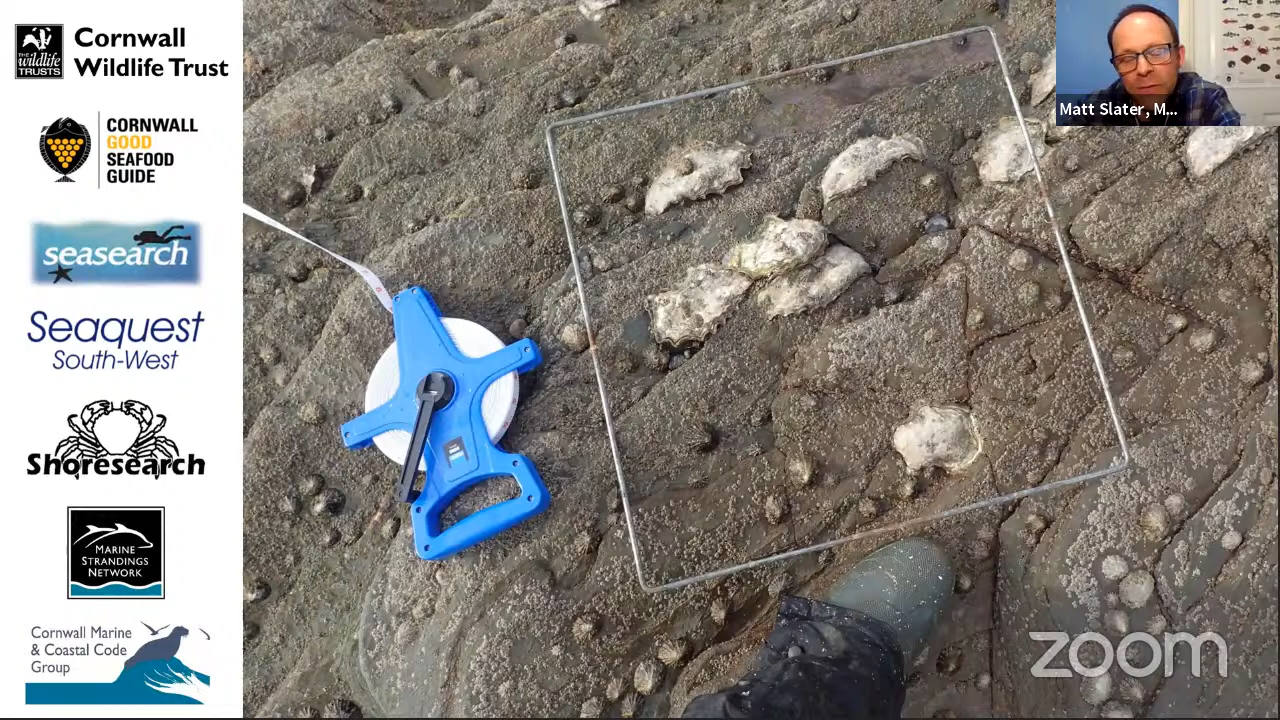 THE
wildlife
TRUSTS
Cornwall
Wildlife Trust
CORNWALL
GOOD
SEAFOOD
GUIDE
seasearch
Seaquest
South-West
Shoresearch
MARINE
STRANDINGS
NETWORK
Cornwall Marine
& Coastal Code
Group
Matt Slater, M...
zoom